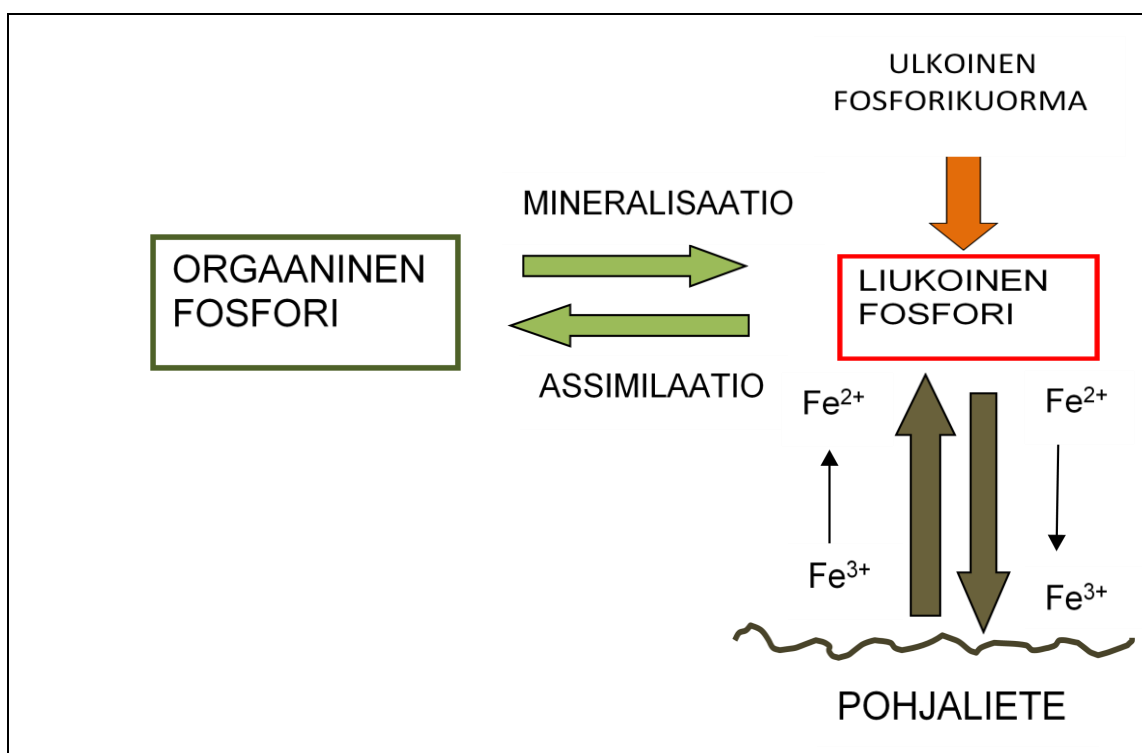 ULKOINEN
FOSFORIKUORMA
MINERALISAATIO
ORGAANINEN
FOSFORI
LIUKOINEN
FOSFORI
ASSIMILAATIO
Fe²⁺
Fe²⁺
Fe³⁺
Fe³⁺
POHJALIETE